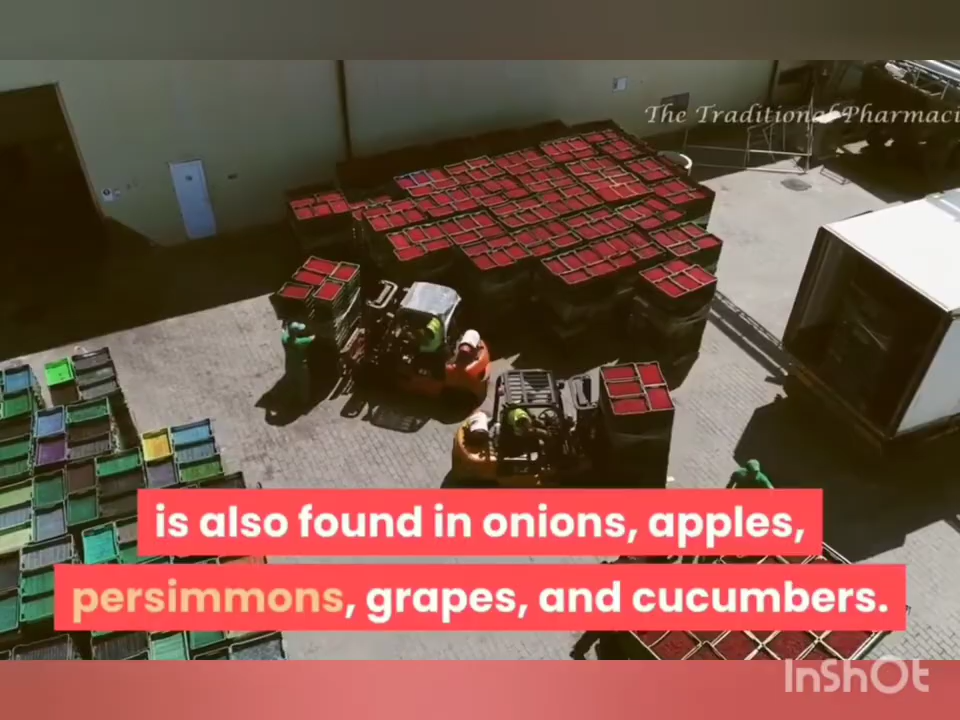 The Traditional Pharmaci
is also found in onions, apples,
persimmons, grapes, and cucumbers.
InShOt